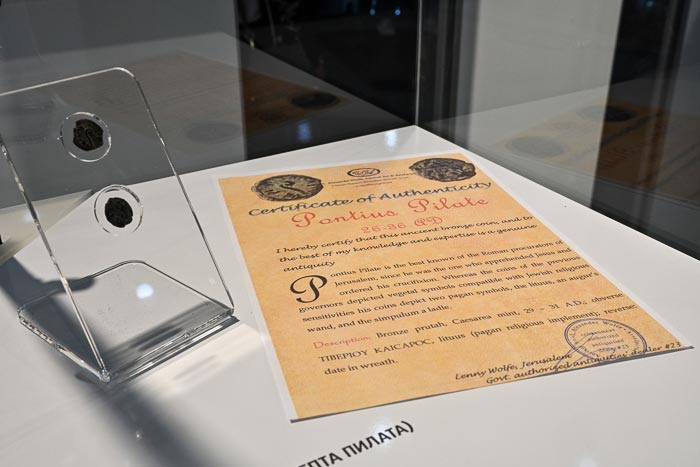 Certificate of Authenticity
Pontius Pilate
26-36 AD
I hereby certify that this ancient bronze coin, and to
the best of my knowledge and expertise is a genuine
antiquity
Pontius Pilate is the best known of the Roman procurators of
Jerusalem, since he was the one who apprehended Jesus and
ordered his crucifixion. Whereas the coins of the previous
governors depicted vegetal symbols compatible with Jewish religious
sensitivities his coins depict two pagan symbols, the lituus, an augur's
wand, and the simpulum a ladle.
Description: Bronze prutah, Caesarea mint, 29 - 31 A.D.; obverse
TIBEPIOY KAICAPOC, lituus (pagan religious implement); reverse
date in wreath.
Lenny Wolfe, Jerusalem
Govt. authorised antiquities' dealer #23
ЕПТА ПИЛАТА)